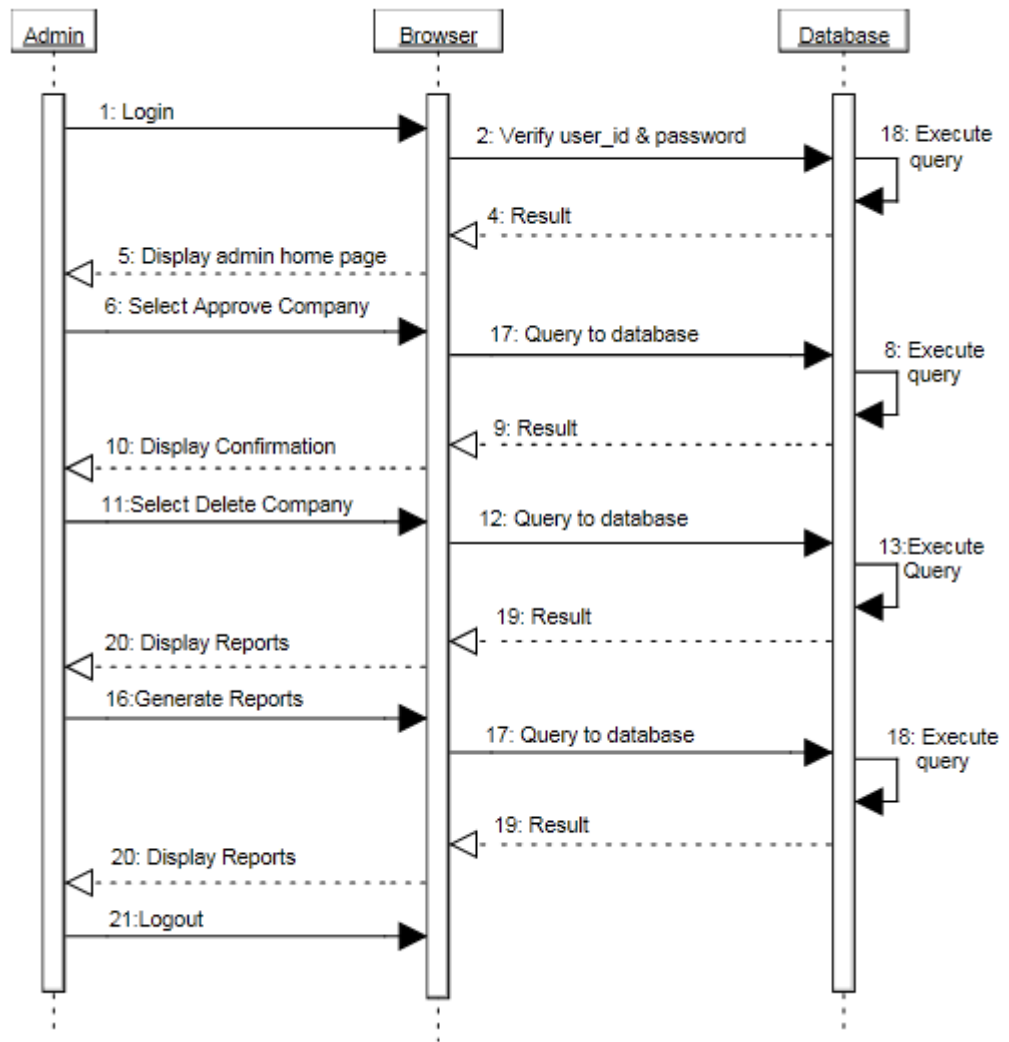 Admin
Browser
Database
1: Login
2: Verify user_id & password
18: Execute
query
4: Result
5: Display admin home page
6: Select Approve Company
17: Query to database
8: Execute
query
9: Result
10: Display Confirmation
11:Select Delete Company
12: Query to database
13:Execute
Query
19: Result
20: Display Reports
16:Generate Reports
17: Query to database
18: Execute
query
19: Result
20: Display Reports
21:Logout